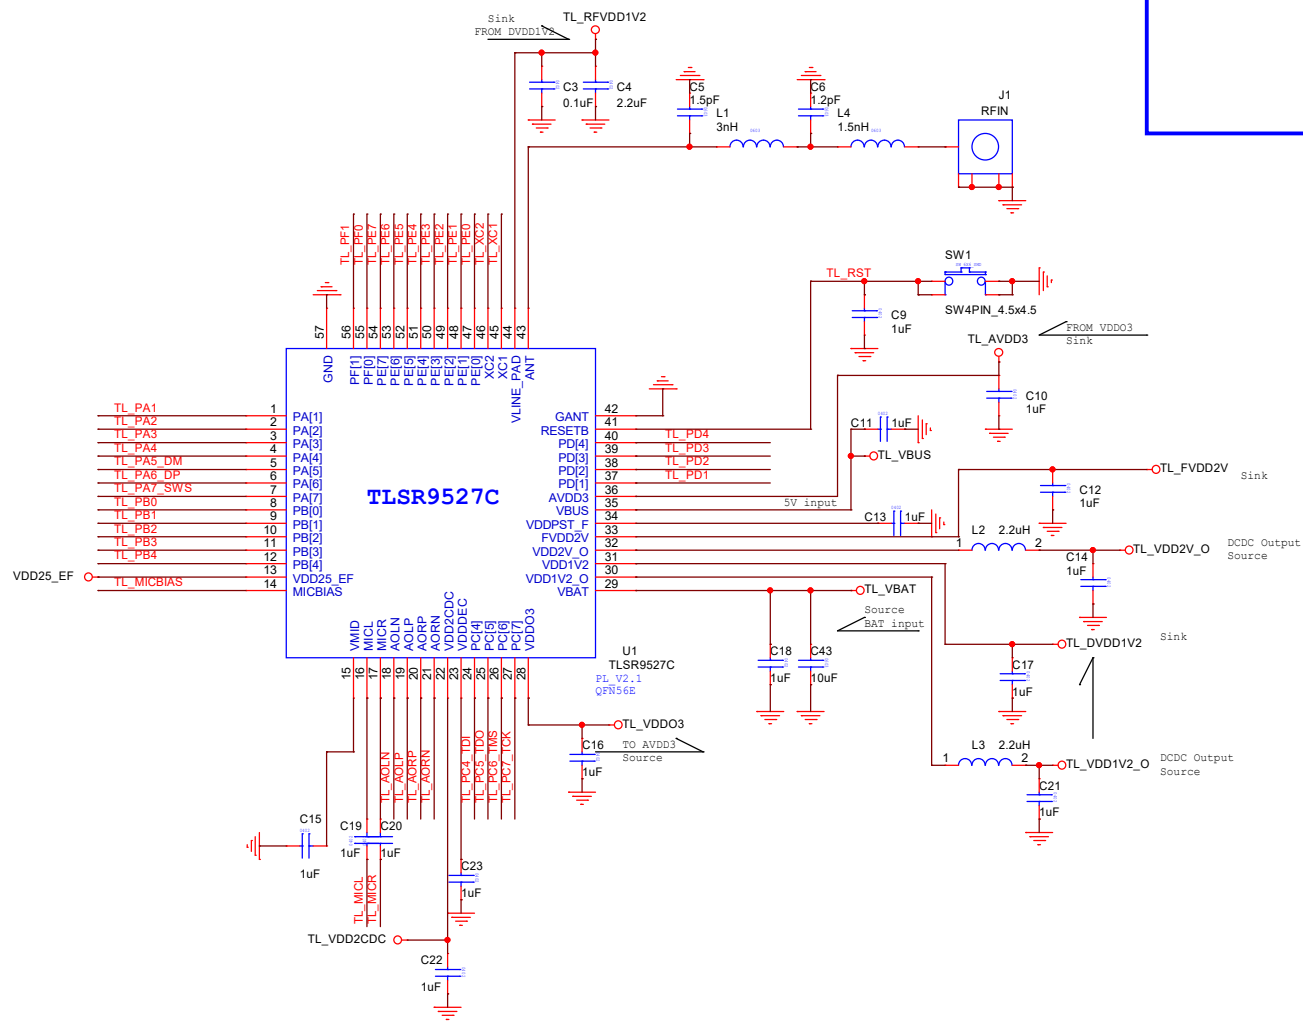 Sink
FROM DVDD1V2
TL_RFVDD1V2
C3
0.1uF
C4
2.2uF
C5
1.5pF
L1
3nH
C6
1.2pF
L4
1.5nH
J1
RFIN
TL_PF1
TL_PF0
TL_PE7
TL_PE6
TL_PE5
TL_PE4
TL_PE3
TL_PE2
TL_PE1
TL_PE0
TL_XC2
TL_XC1
57
56
55
54
53
52
51
50
49
48
47
46
45
44
43
GND
PF[1]
PF[0]
PE[7]
PE[6]
PE[5]
PE[4]
PE[3]
PE[2]
PE[1]
PE[0]
XC2
XC1
VLINE_PAD
ANT
TL_RST
SW1
SW4PIN_4.5x4.5
C9
1uF
FROM VDDO3
Sink
TL_AVDD3
C10
1uF
TL_PA1 1 PA[1]
TL_PA2 2 PA[2]
TL_PA3 3 PA[3]
TL_PA4 4 PA[4]
TL_PA5_DM 5 PA[5]
TL_PA6_DP 6 PA[6]
TL_PA7_SWS 7 PA[7]
TL_PB0 8 PB[0]
TL_PB1 9 PB[1]
TL_PB2 10 PB[2]
TL_PB3 11 PB[3]
TL_PB4 12 PB[4]
VDD25_EF 13 VDD25_EF
TL_MICBIAS 14 MICBIAS
TLSR9527C
GANT 42
RESETB 41
PD[4] 40 TL_PD4
PD[3] 39 TL_PD3
PD[2] 38 TL_PD2
PD[1] 37 TL_PD1
AVDD3 36
VBUS 35 5V input
VDDPST_F 34
FVDD2V 33
VDD2V_O 32
VDD1V2 31
VDD1V2_O 30
VBAT 29
C11
1uF
TL_VBUS
C13
1uF
TL_FVDD2V
Sink
C12
1uF
1 L2 2.2uH 2
TL_VDD2V_O
DCDC Output
Source
C14
1uF
TL_VBAT
Source
BAT input
C18
1uF
C43
10uF
TL_DVDD1V2
Sink
C17
1uF
1 L3 2.2uH 2
TL_VDD1V2_O
DCDC Output
Source
C21
1uF
VMID
MICL
MICR
AOLN
AOLP
AORP
AORN
VDD2CDC
VDDDEC
PC[4]
PC[5]
PC[6]
PC[7]
VDDO3
15
16
17
18
19
20
21
22
23
24
25
26
27
28
U1
TLSR9527C
PL_V2.1
QFN56E
TL_VDDO3
C16
1uF
TO AVDD3
Source
TL_AOLN
TL_AOLP
TL_AORP
TL_AORN
TL_PC4_TDI
TL_PC5_TDO
TL_PC6_TMS
TL_PC7_TCK
C15
1uF
C19
1uF
C20
1uF
TL_MICL
TL_MICR
C23
1uF
TL_VDD2CDC
C22
1uF